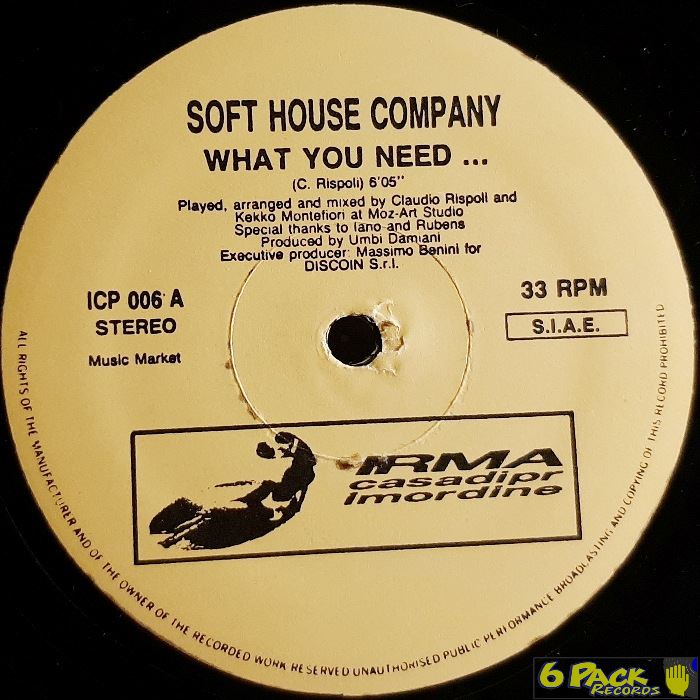 SOFT HOUSE COMPANY
WHAT YOU NEED ...
(C. Rispoli) 6'05"
Played, arranged and mixed by Claudio Rispoli and
Kekko Montefiori at Moz-Art Studio
Special thanks to Iano and Rubens
Produced by Umbi Damiani
Executive producer: Massimo Benini for
DISCOIN S.r.l.
ICP 006 A
STEREO
Music Market
33 RPM
S.I.A.E.
IRMA
casadipr
imordine
ALL RIGHTS OF THE MANUFACTURER AND OF THE OWNER OF THE RECORDED WORK RESERVED UNAUTHORISED PUBLIC PERFORMANCE BROADCASTING AND COPYING OF THIS RECORD PROHIBITED
6 PACK
RECORDS